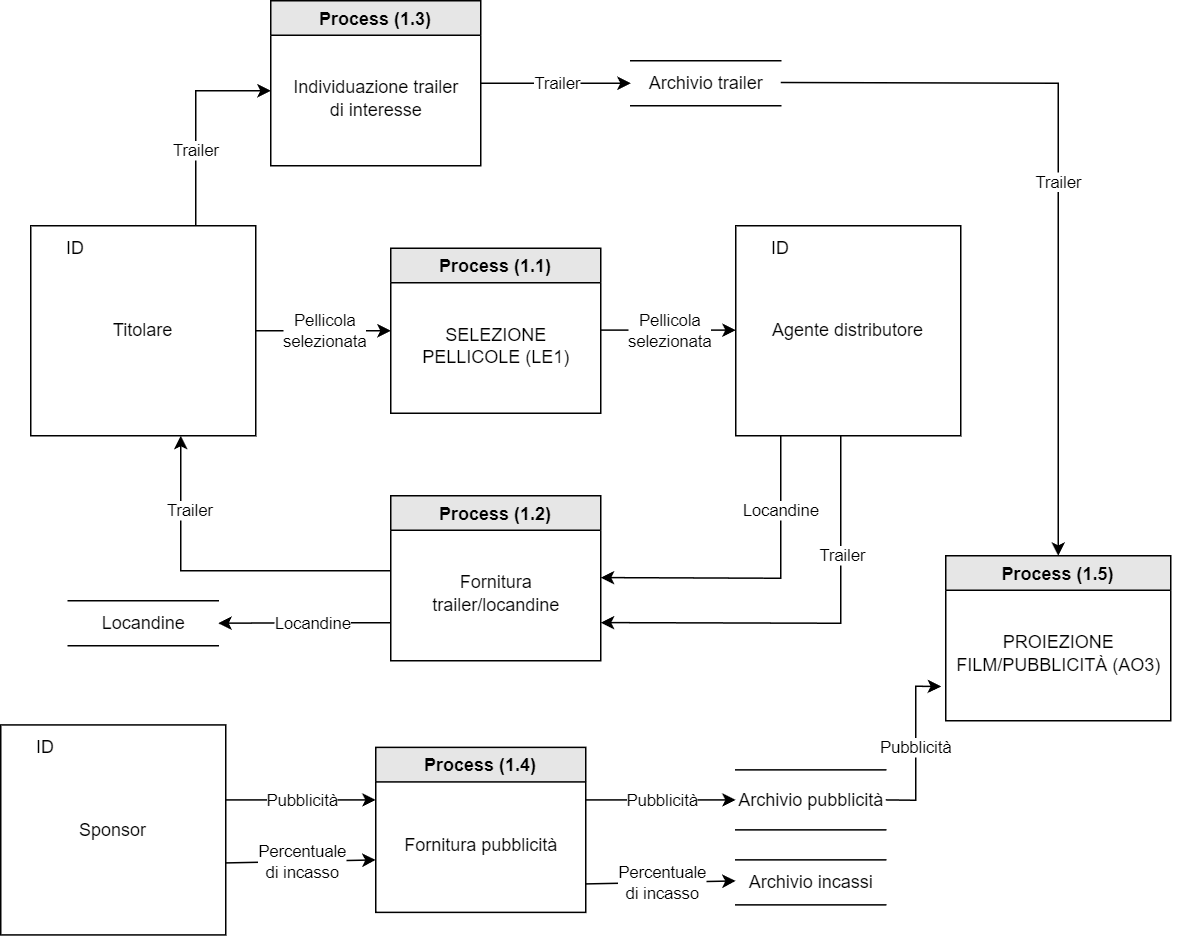 Process (1.3)
Individuazione trailer
di interesse
Trailer
Archivio trailer
Trailer
Trailer
ID
Titolare
Pellicola
selezionata
Process (1.1)
SELEZIONE
PELLICOLE (LE1)
Pellicola
selezionata
ID
Agente distributore
Trailer
Process (1.2)
Fornitura
trailer/locandine
Locandine
Trailer
Locandine
Locandine
Process (1.5)
PROIEZIONE
FILM/PUBBLICITÀ (AO3)
ID
Sponsor
Pubblicità
Percentuale
di incasso
Process (1.4)
Fornitura pubblicità
Pubblicità
Archivio pubblicità
Pubblicità
Percentuale
di incasso
Archivio incassi